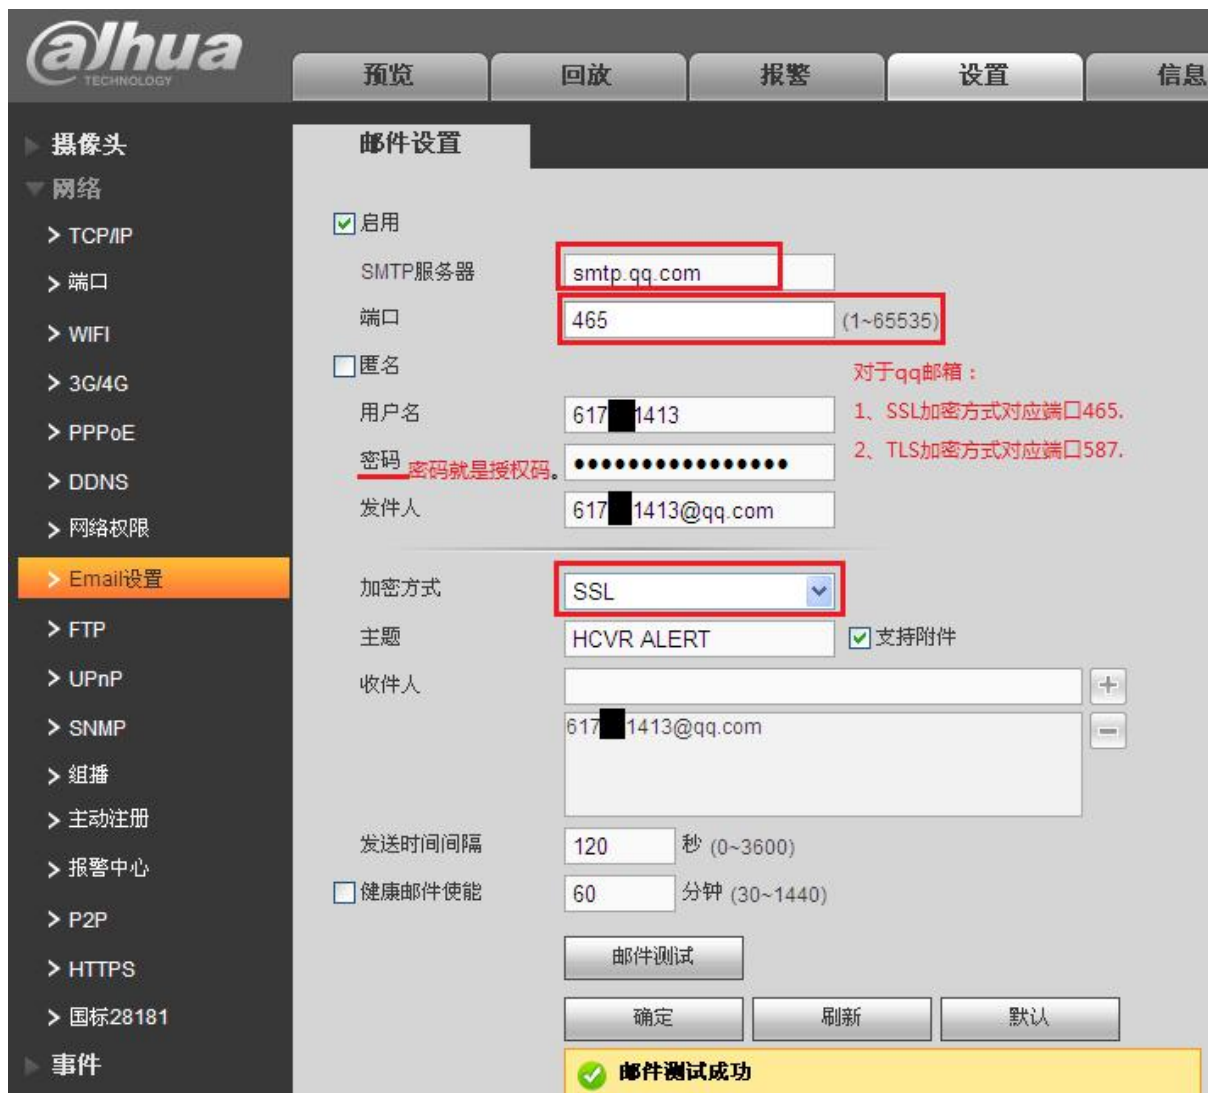 alhua
TECHNOLOGY
预览
回放
报警
设置
信息
摄像头
网络
TCP/IP
端口
WIFI
3G/4G
PPPoE
DDNS
网络权限
Email设置
FTP
UPnP
SNMP
组播
主动注册
报警中心
P2P
HTTPS
国标28181
事件
邮件设置
启用
SMTP服务器 smtp.qq.com
端口 465 (1~65535)
匿名
对于qq邮箱：
用户名 617 1413
1、SSL加密方式对应端口465.
密码 密码就是授权码。 ●●●●●●●●●●●●●●●●
2、TLS加密方式对应端口587.
发件人 617 1413@qq.com
加密方式 SSL
主题 HCVR ALERT 支持附件
收件人
617 1413@qq.com
发送时间间隔 120 秒 (0~3600)
健康邮件使能 60 分钟 (30~1440)
邮件测试
确定 刷新 默认
邮件测试成功